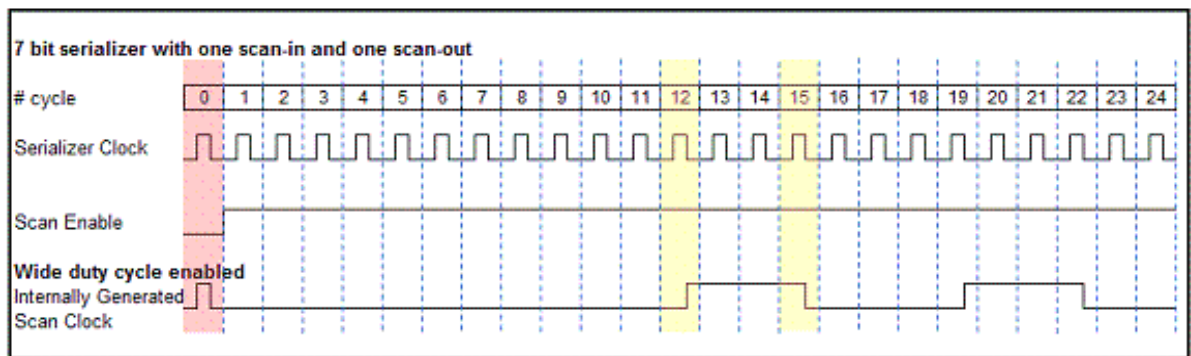 7 bit serializer with one scan-in and one scan-out
# cycle 0 1 2 3 4 5 6 7 8 9 10 11 12 13 14 15 16 17 18 19 20 21 22 23 24
Serializer Clock
Scan Enable
Wide duty cycle enabled
Internally Generated
Scan Clock